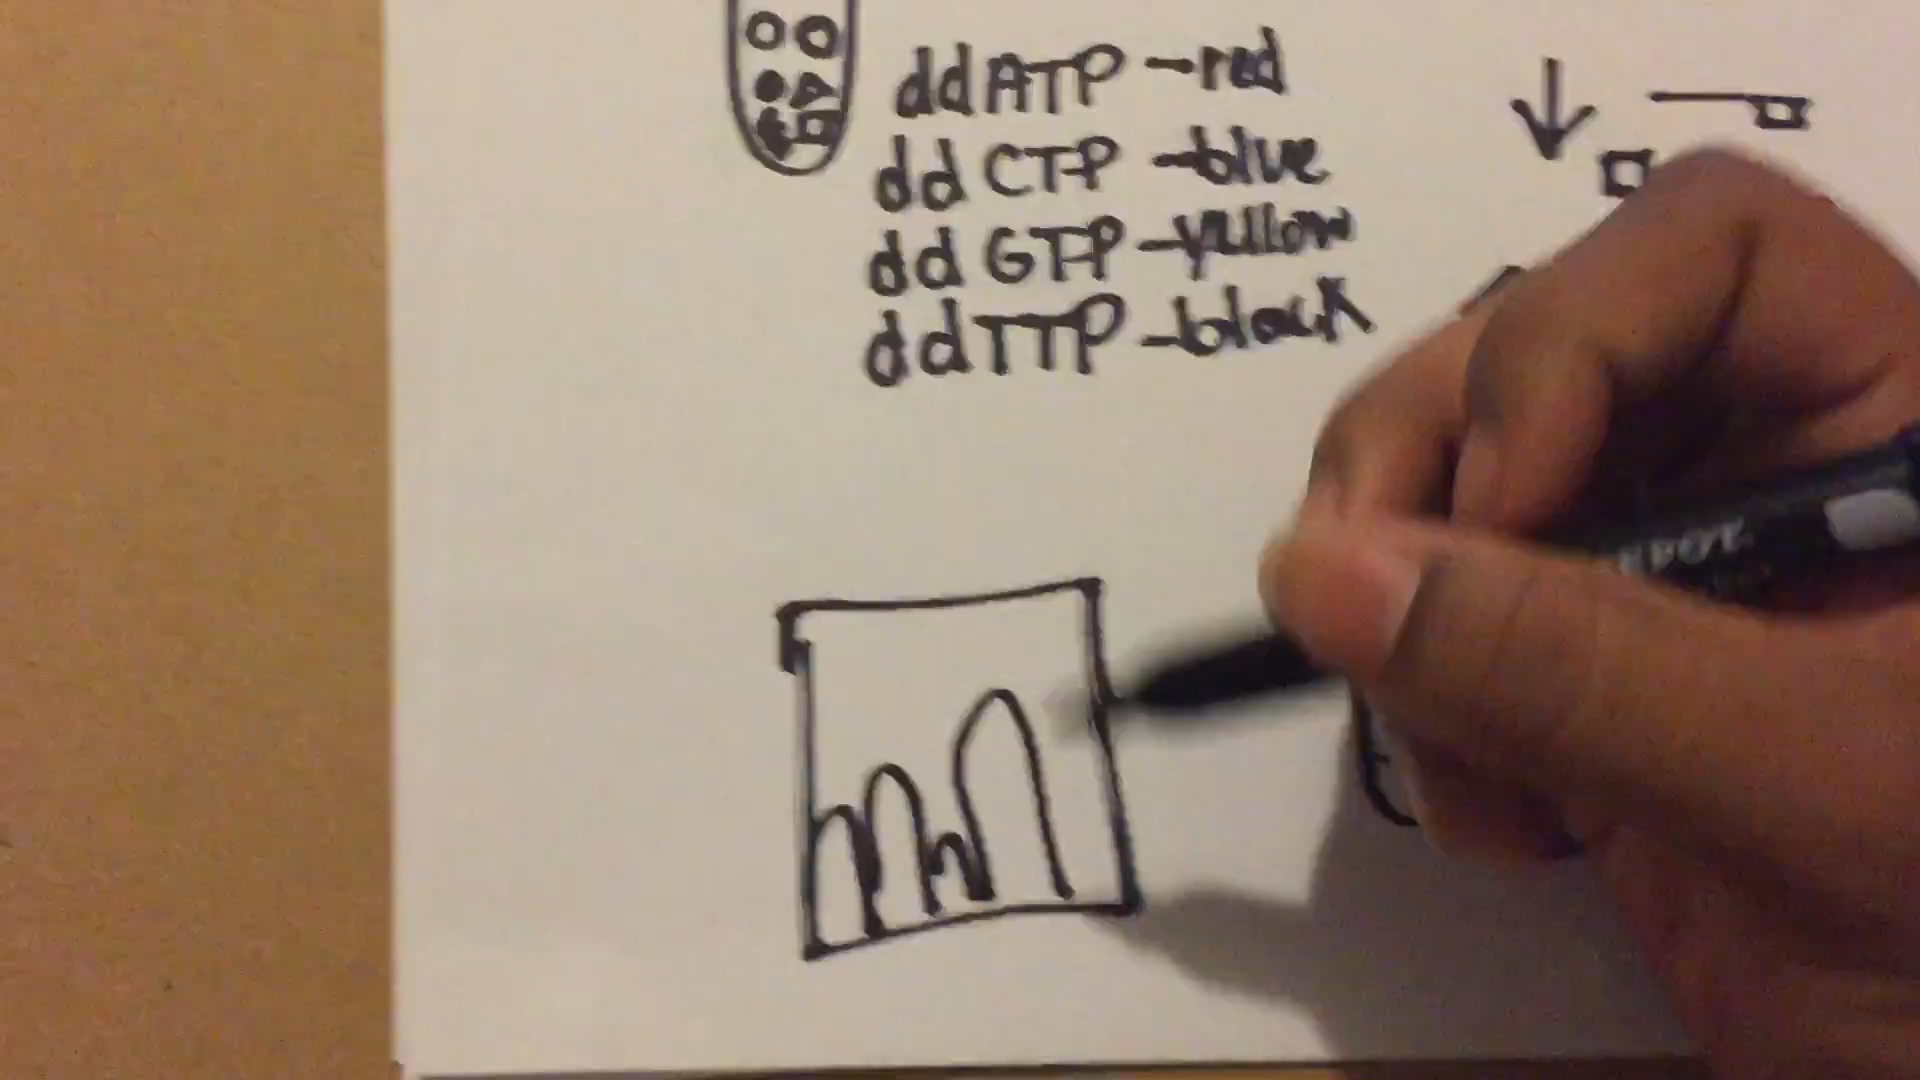 ddATP - red
ddCTP - blue
ddGTP - yellow
ddTTP - black